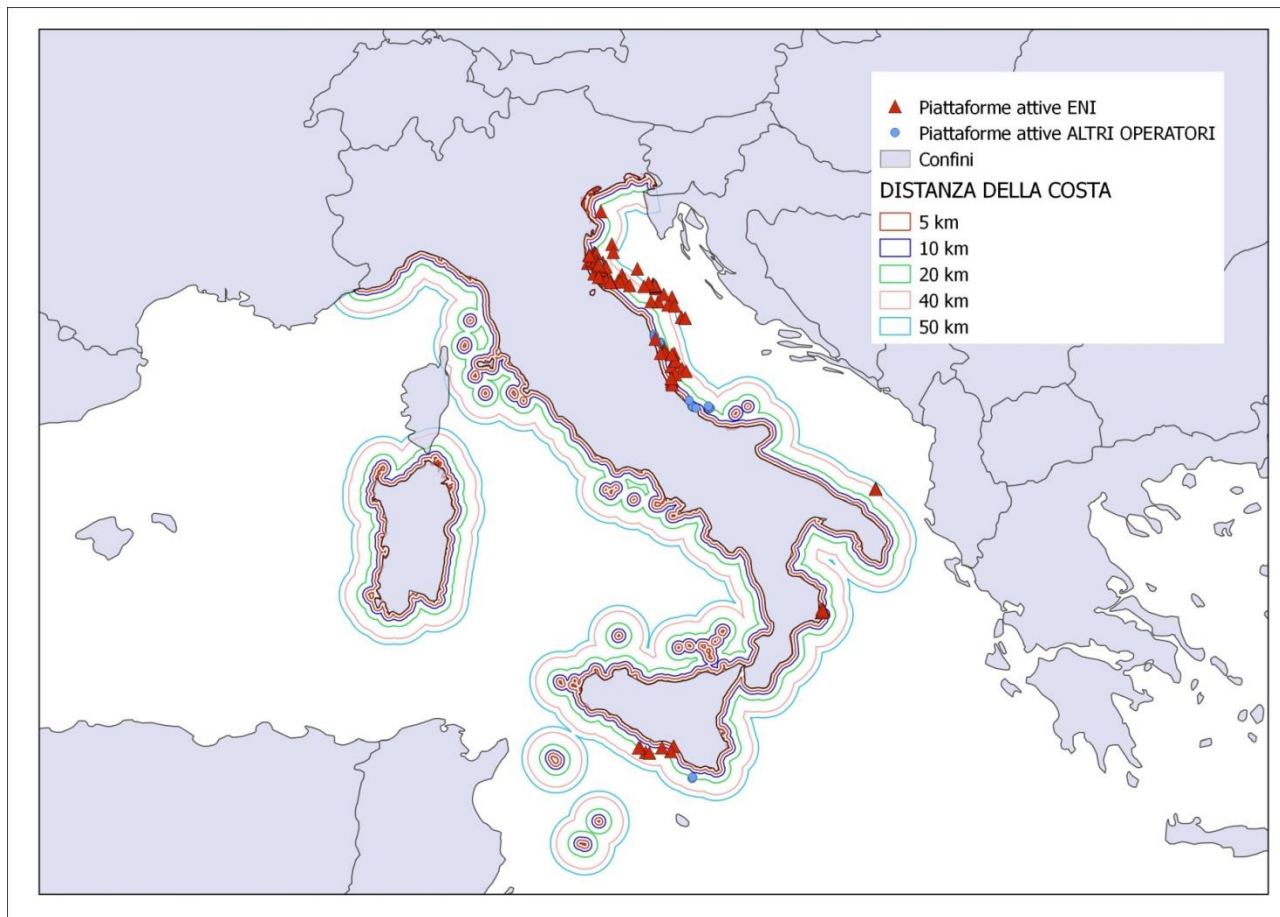 Piattaforme attive ENI
Piattaforme attive ALTRI OPERATORI
Confini
DISTANZA DELLA COSTA
5 km
10 km
20 km
40 km
50 km